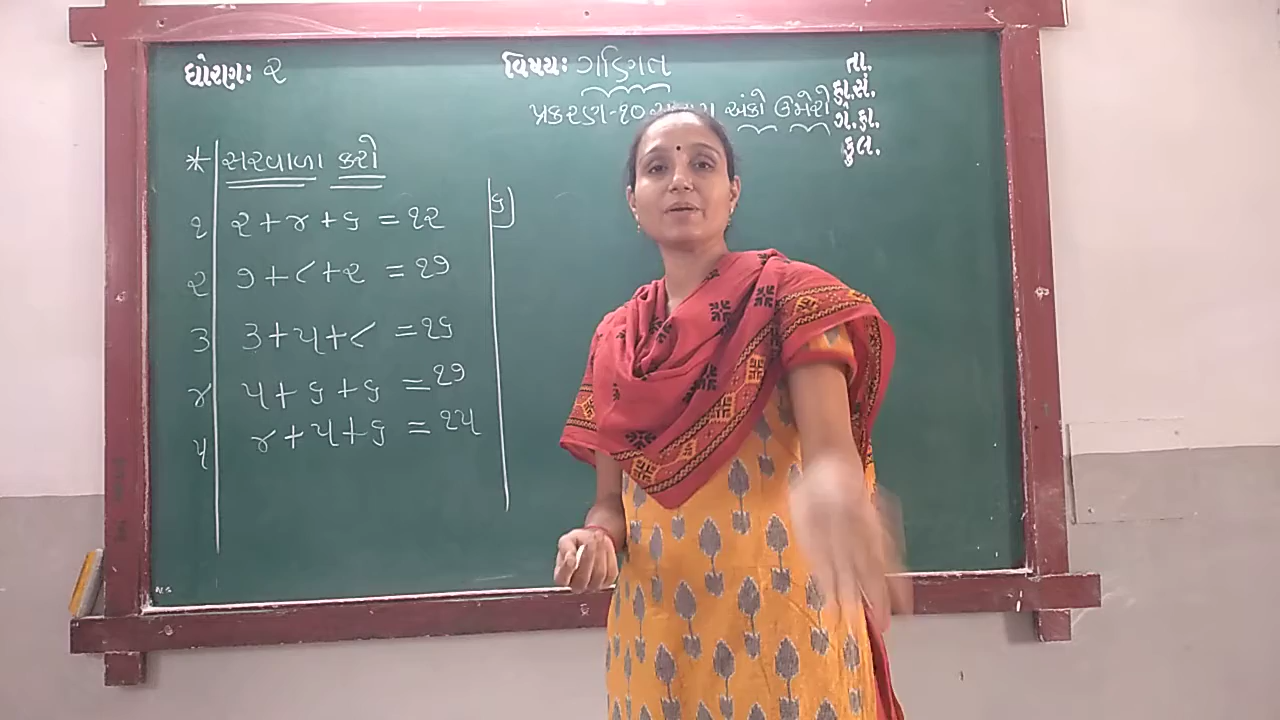 ધોરણ: ૨
વિષય: ગણિત
તા.
હા.સં.
ગે.હા.
કુલ.
પ્રકરણ-૧૦ અંકો ઉમેરો
* સરવાળા કરો
૧ ૨+૪+૬ = ૧૨
૨ ૭+૮+૨ = ૧૭
૩ ૩+૫+૮ = ૧૬
૪ ૫+૬+૬ = ૧૭
૫ ૪+૫+૬ = ૧૫
૬)